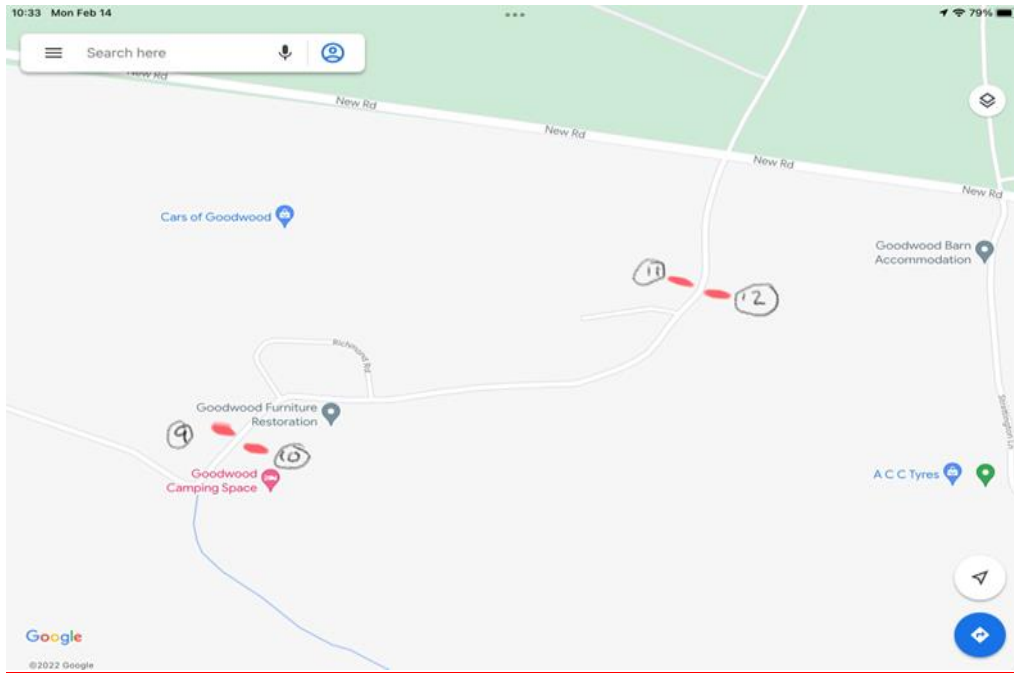 10:33 Mon Feb 14
79%
Search here
New Rd
New Rd
New Rd
New Rd
New Rd
Cars of Goodwood
Goodwood Barn
Accommodation
11
12
Richmond Rd
Goodwood Furniture
Restoration
9
10
Goodwood
Camping Space
A C C Tyres
Google
©2022 Google